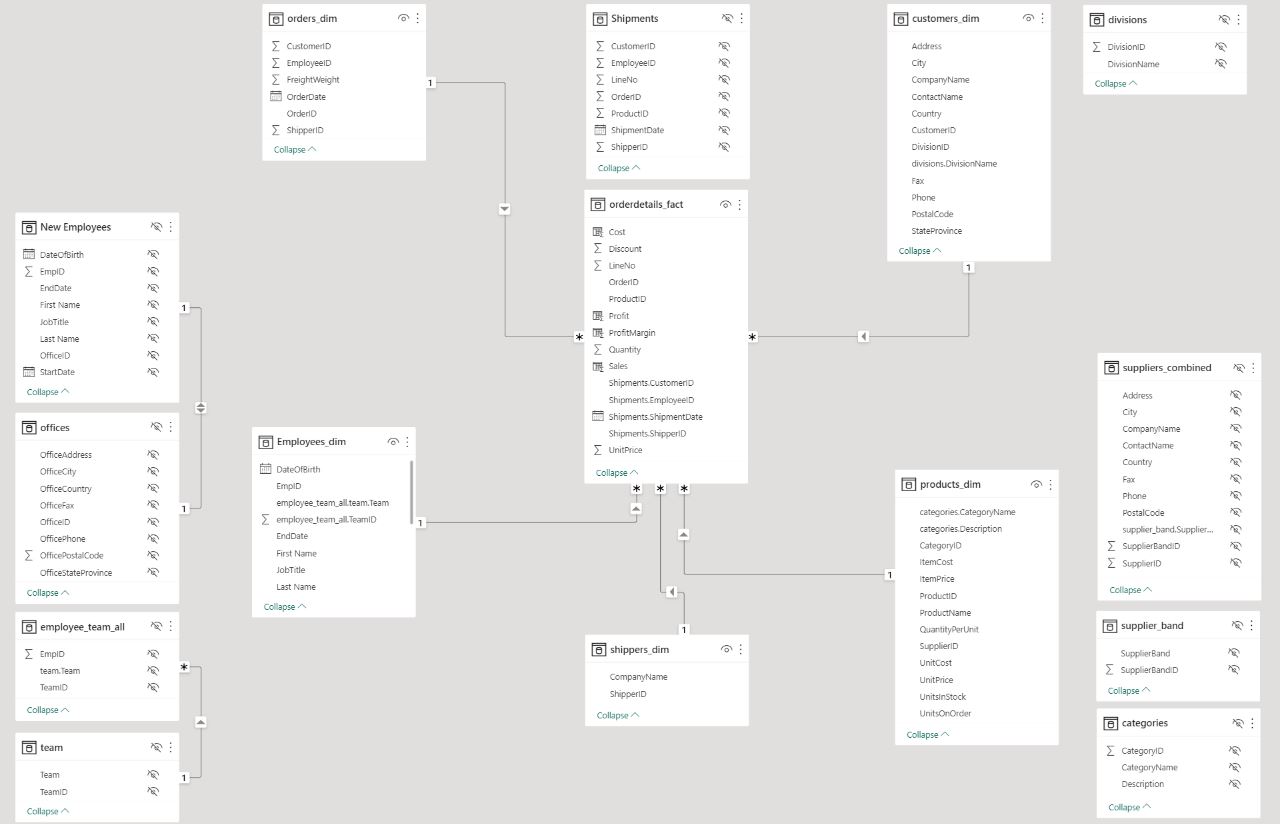 orders_dim
CustomerID
EmployeeID
FreightWeight
OrderDate
OrderID
ShipperID
Collapse
1
Shipments
CustomerID
EmployeeID
LineNo
OrderID
ProductID
ShipmentDate
ShipperID
Collapse
customers_dim
Address
City
CompanyName
ContactName
Country
CustomerID
DivisionID
divisions.DivisionName
Fax
Phone
PostalCode
StateProvince
Collapse
1
divisions
DivisionID
DivisionName
Collapse
New Employees
DateOfBirth
EmpID
EndDate
First Name
JobTitle
Last Name
OfficeID
StartDate
Collapse
1
orderdetails_fact
Cost
Discount
LineNo
OrderID
ProductID
Profit
ProfitMargin
Quantity
Sales
Shipments.CustomerID
Shipments.EmployeeID
Shipments.ShipmentDate
Shipments.ShipperID
UnitPrice
Collapse
*
*
*
*
*
offices
OfficeAddress
OfficeCity
OfficeCountry
OfficeFax
OfficeID
OfficePhone
OfficePostalCode
OfficeStateProvince
Collapse
1
Employees_dim
DateOfBirth
EmpID
employee_team_all.team.Team
employee_team_all.TeamID
EndDate
First Name
JobTitle
Last Name
Collapse
1
suppliers_combined
Address
City
CompanyName
ContactName
Country
Fax
Phone
PostalCode
supplier_band.Supplier...
SupplierBandID
SupplierID
Collapse
products_dim
categories.CategoryName
categories.Description
CategoryID
ItemCost
ItemPrice
ProductID
ProductName
QuantityPerUnit
SupplierID
UnitCost
UnitPrice
UnitsInStock
UnitsOnOrder
Collapse
1
employee_team_all
EmpID
team.Team
TeamID
Collapse
*
shippers_dim
CompanyName
ShipperID
Collapse
1
supplier_band
SupplierBand
SupplierBandID
Collapse
team
Team
TeamID
Collapse
1
categories
CategoryID
CategoryName
Description
Collapse